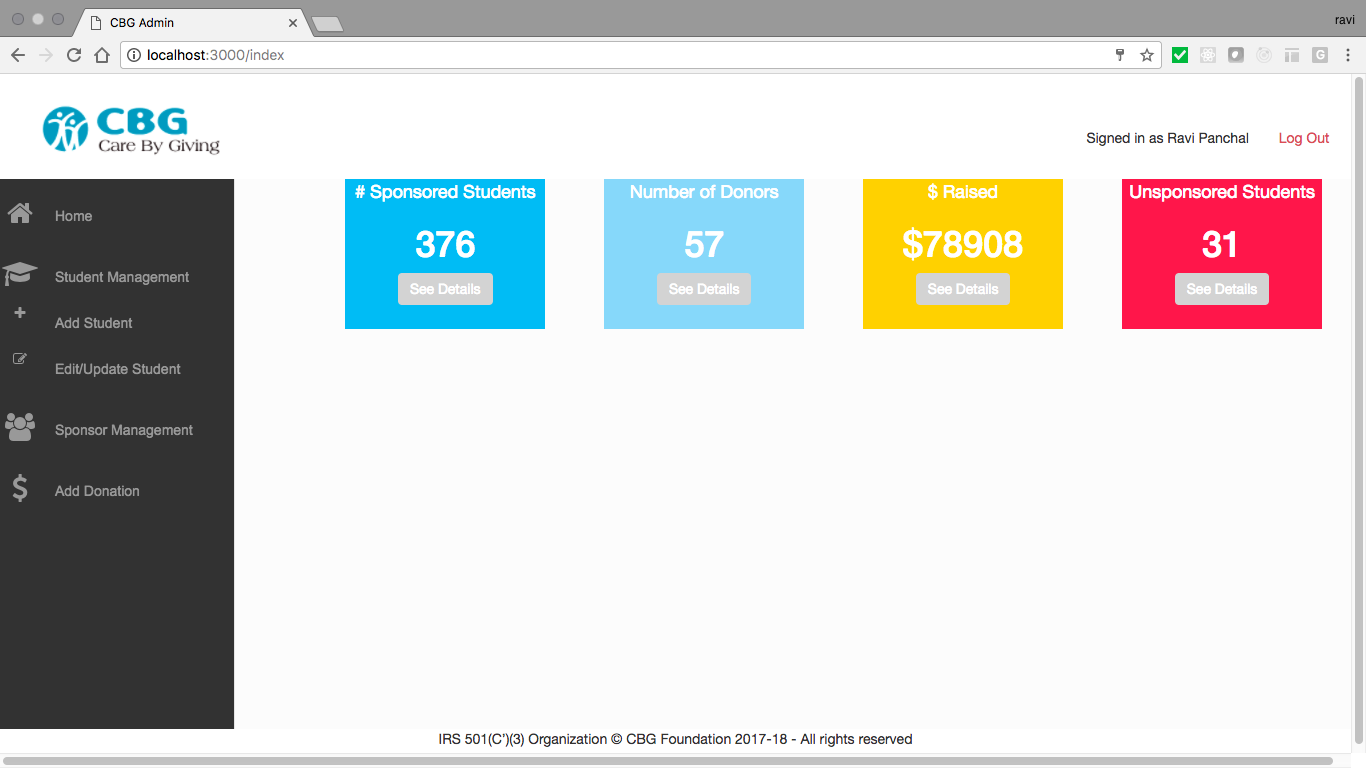 CBG Admin
ravi
localhost:3000/index
G
CBG
Care By Giving
Signed in as Ravi Panchal Log Out
Home
Student Management
Add Student
Edit/Update Student
Sponsor Management
Add Donation
# Sponsored Students
376
See Details
Number of Donors
57
See Details
$ Raised
$78908
See Details
Unsponsored Students
31
See Details
IRS 501(C')(3) Organization © CBG Foundation 2017-18 - All rights reserved